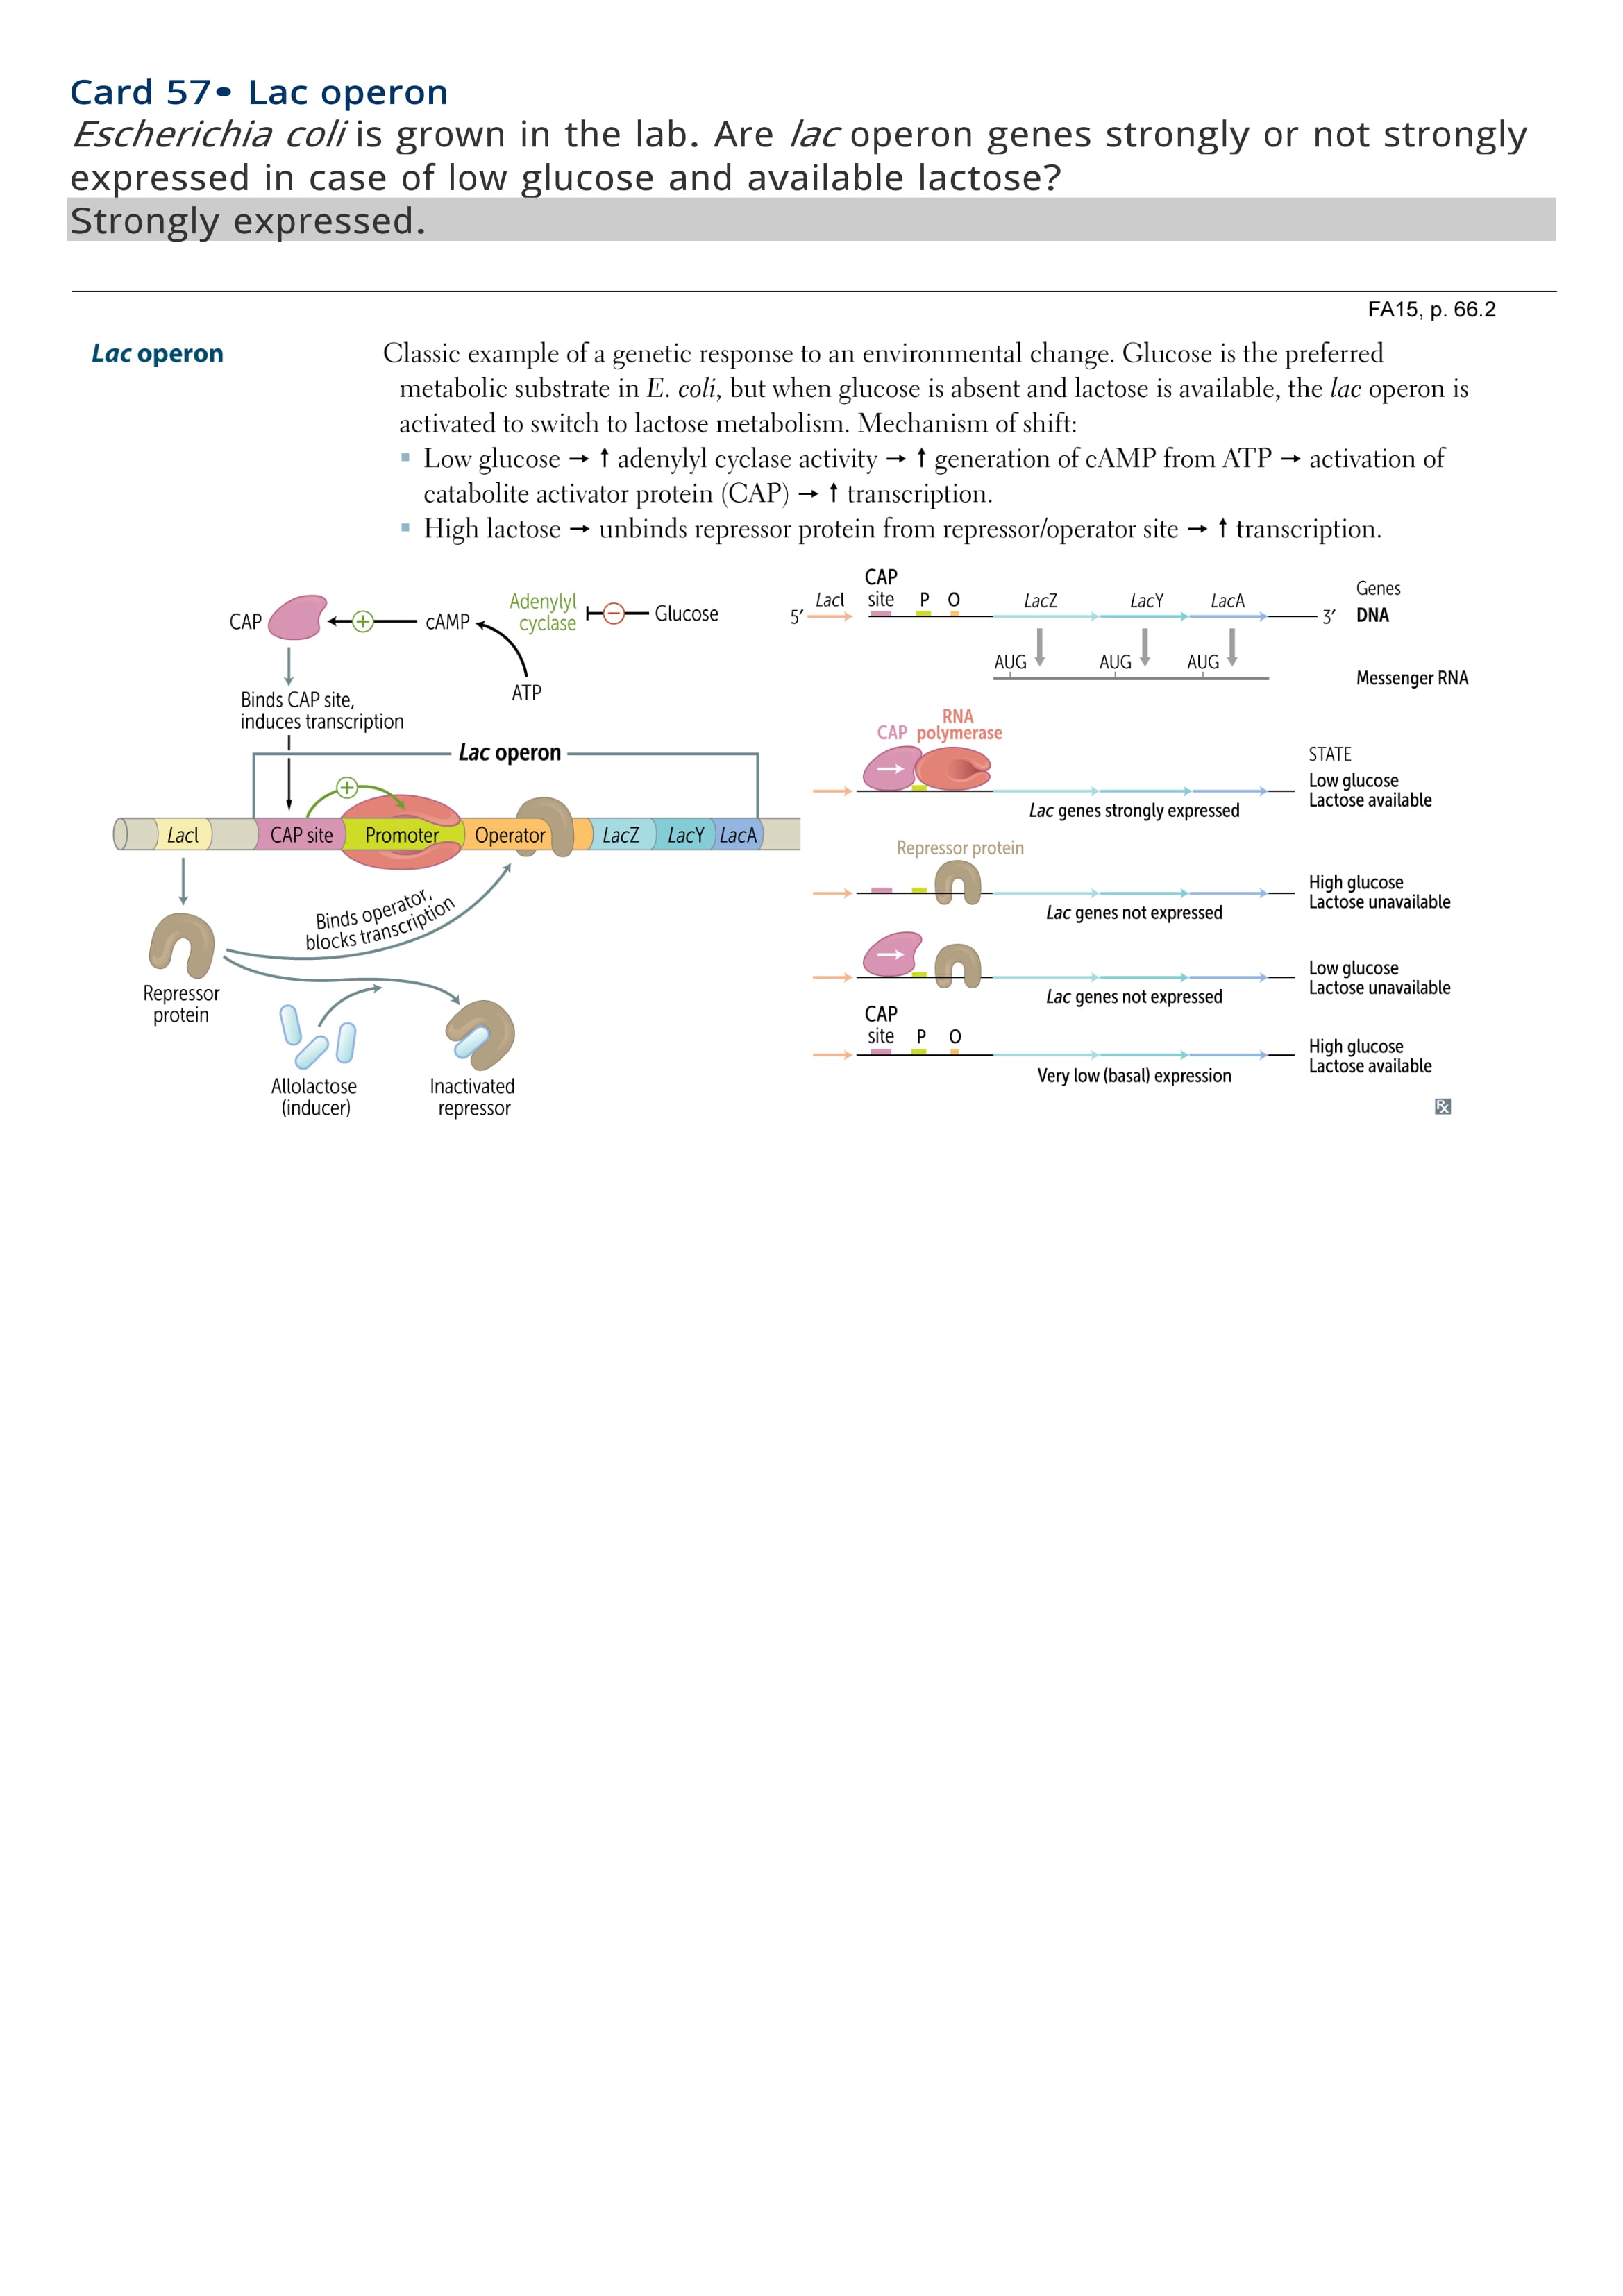 Card 57• Lac operon
Escherichia coli is grown in the lab. Are lac operon genes strongly or not strongly
expressed in case of low glucose and available lactose?
Strongly expressed.
FA15, p. 66.2
Lac operon
Classic example of a genetic response to an environmental change. Glucose is the preferred
metabolic substrate in E. coli, but when glucose is absent and lactose is available, the lac operon is
activated to switch to lactose metabolism. Mechanism of shift:
▪ Low glucose → ↑ adenylyl cyclase activity → ↑ generation of cAMP from ATP → activation of
catabolite activator protein (CAP) → ↑ transcription.
▪ High lactose → unbinds repressor protein from repressor/operator site → ↑ transcription.
CAP
+
cAMP
Adenylyl
cyclase
−
Glucose
ATP
Binds CAP site,
induces transcription
Lac operon
+
LacI
CAP site
Promoter
Operator
LacZ
LacY
LacA
Binds operator,
blocks transcription
Repressor
protein
Allolactose
(inducer)
Inactivated
repressor
CAP
5′ LacI site P O LacZ LacY LacA 3′
Genes
DNA
AUG AUG AUG
Messenger RNA
CAP
RNA
polymerase
STATE
Low glucose
Lactose available
Lac genes strongly expressed
Repressor protein
High glucose
Lactose unavailable
Lac genes not expressed
Low glucose
Lactose unavailable
Lac genes not expressed
CAP
site P O
High glucose
Lactose available
Very low (basal) expression
Rx